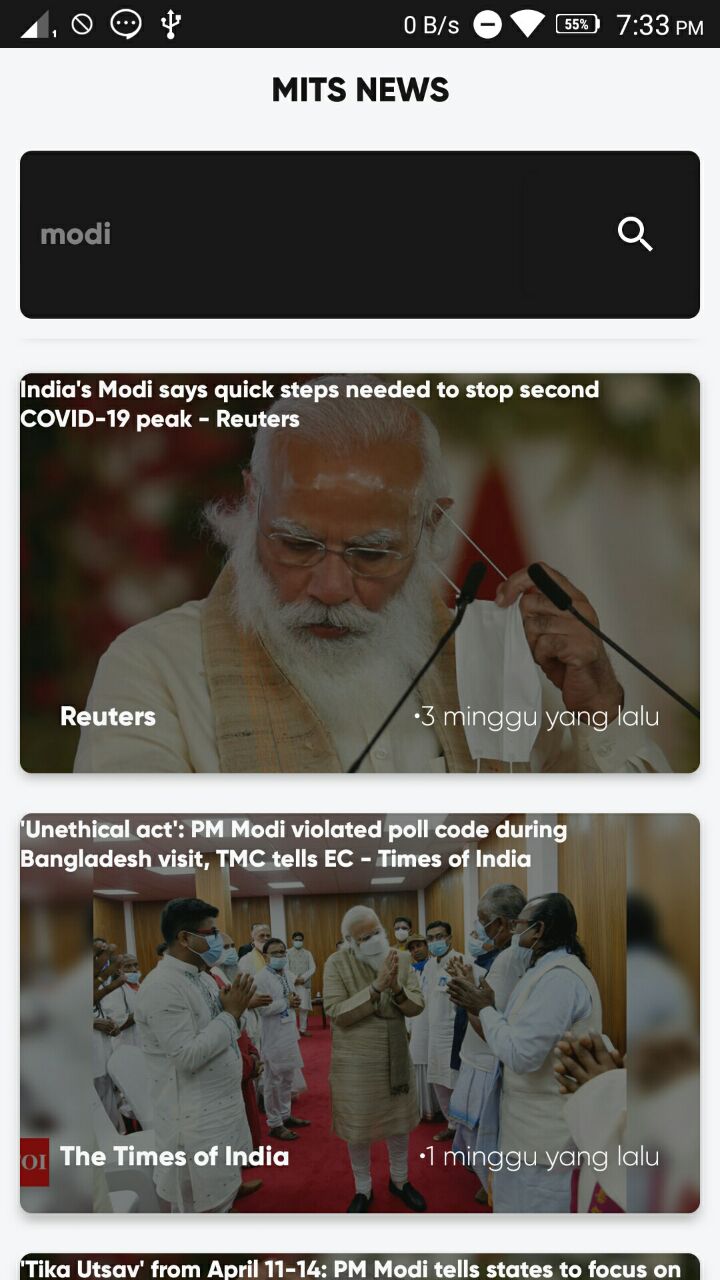 1
0 B/s
55%
7:33 PM
MITS NEWS
modi
India's Modi says quick steps needed to stop second
COVID-19 peak - Reuters
Reuters
•3 minggu yang lalu
'Unethical act': PM Modi violated poll code during
Bangladesh visit, TMC tells EC - Times of India
OI
The Times of India
•1 minggu yang lalu
'Tika Utsav' from April 11-14: PM Modi tells states to focus on